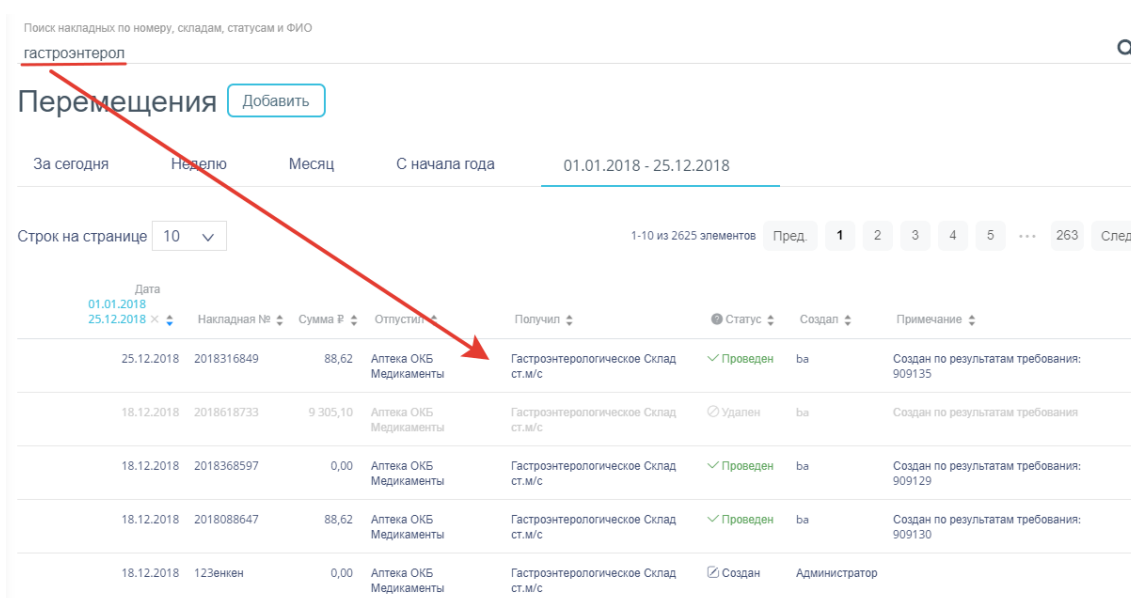 Поиск накладных по номеру, складам, статусам и ФИО
гастроэнтерол
Перемещения Добавить
За сегодня Неделю Месяц С начала года 01.01.2018 - 25.12.2018
Строк на странице 10 1-10 из 2625 элементов Пред. 1 2 3 4 5 ··· 263 След
Дата
01.01.2018
25.12.2018 × Накладная № Сумма ₽ Отпустил Получил Статус Создал Примечание
25.12.2018 2018316849 88,62 Аптека ОКБ Гастроэнтерологическое Склад Проведен ba Создан по результатам требования:
Медикаменты ст.м/с 909135
18.12.2018 2018618733 9 305,10 Аптека ОКБ Гастроэнтерологическое Склад Удален ba Создан по результатам требования
Медикаменты ст.м/с
18.12.2018 2018368597 0,00 Аптека ОКБ Гастроэнтерологическое Склад Проведен ba Создан по результатам требования:
Медикаменты ст.м/с 909129
18.12.2018 2018088647 88,62 Аптека ОКБ Гастроэнтерологическое Склад Проведен ba Создан по результатам требования:
Медикаменты ст.м/с 909130
18.12.2018 123енкен 0,00 Аптека ОКБ Гастроэнтерологическое Склад Создан Администратор
Медикаменты ст.м/с